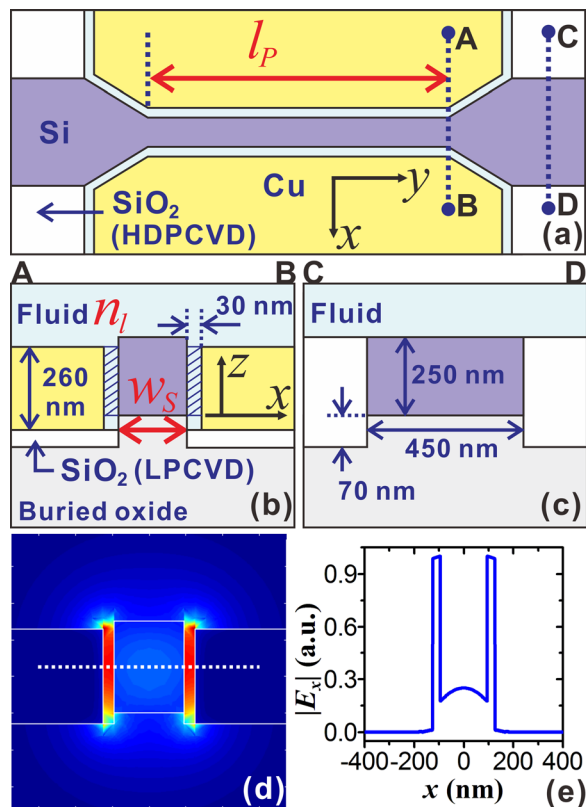 A
C
l_P
Si
Cu
y
x
SiO₂
(HDPCVD)
B
D
(a)
A
B
C
D
Fluid n_l
30 nm
Fluid
260
nm
w_S
z
x
250 nm
450 nm
70 nm
SiO₂ (LPCVD)
Buried oxide
(b)
(c)
(d)
|E_x| (a.u.)
0.9
0.6
0.3
0.0
-400
-200
0
200
400
x (nm)
(e)